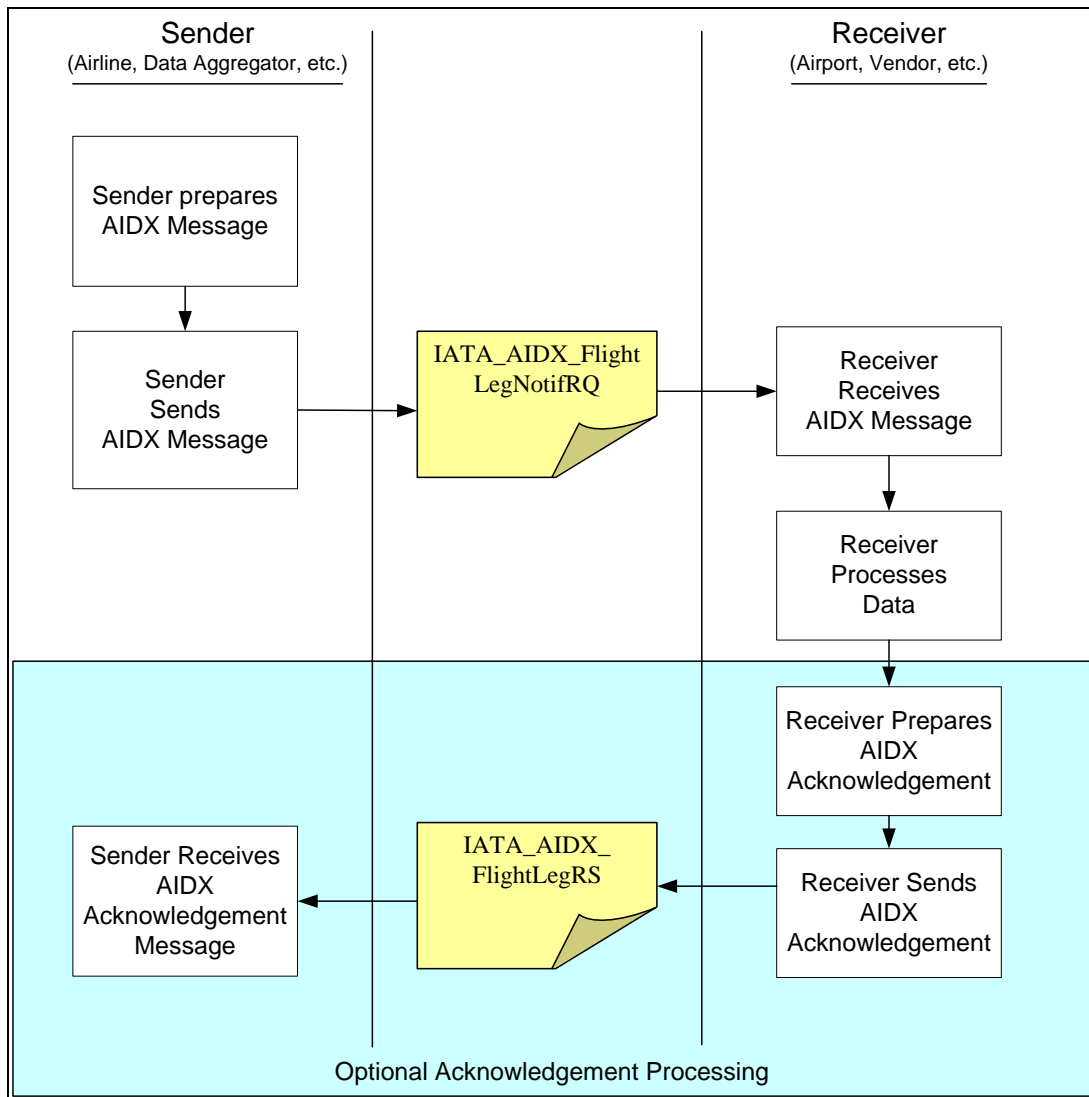 Sender
(Airline, Data Aggregator, etc.)
Receiver
(Airport, Vendor, etc.)
Sender prepares
AIDX Message
Sender
Sends
AIDX Message
IATA_AIDX_Flight
LegNotifRQ
Receiver
Receives
AIDX Message
Receiver
Processes
Data
Receiver Prepares
AIDX
Acknowledgement
Receiver Sends
AIDX
Acknowledgement
IATA_AIDX_
FlightLegRS
Sender Receives
AIDX
Acknowledgement
Message
Optional Acknowledgement Processing